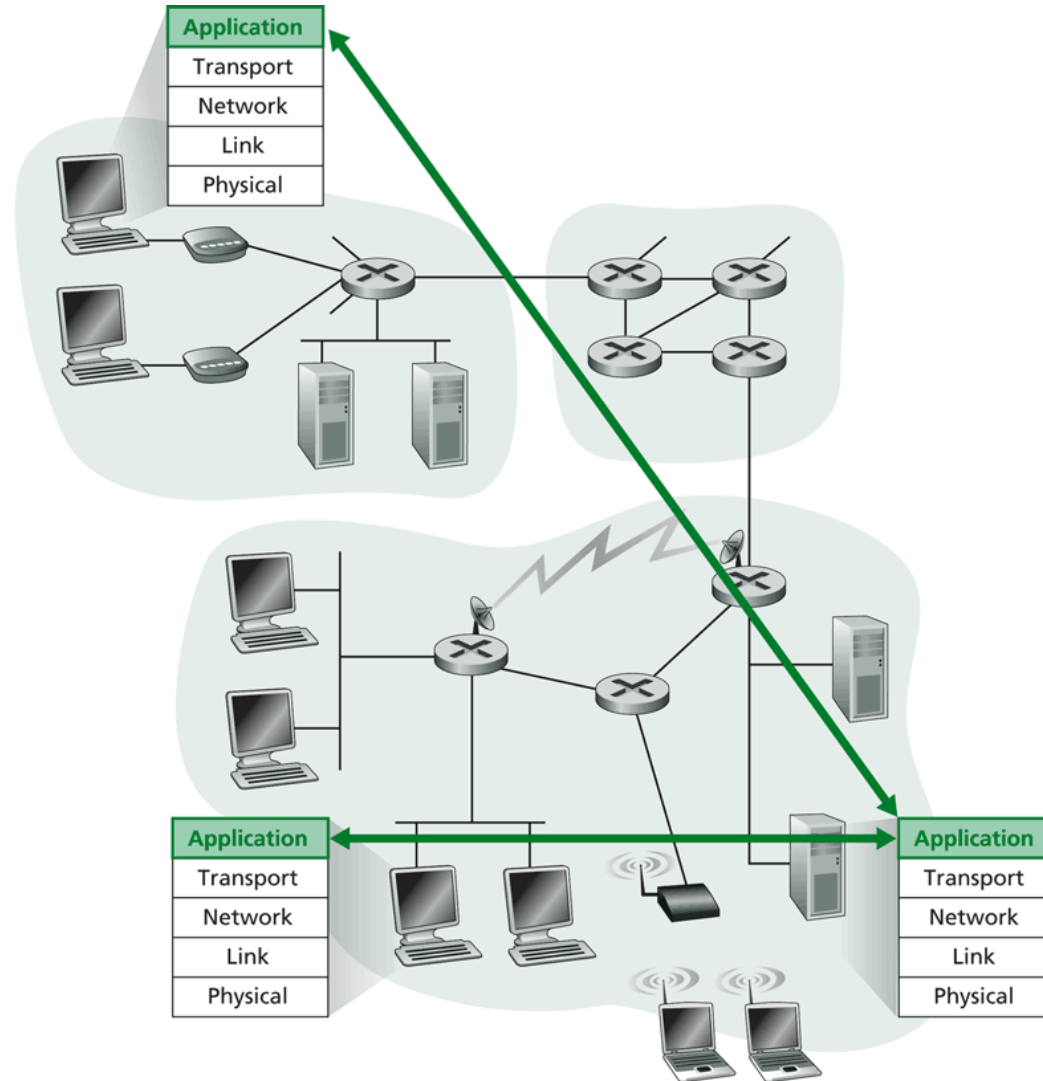 Application
Transport
Network
Link
Physical
Application
Transport
Network
Link
Physical
Application
Transport
Network
Link
Physical